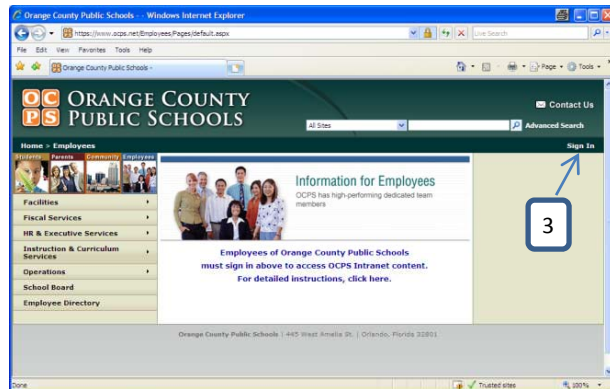 Orange County Public Schools - - Windows Internet Explorer
https://www.ocps.net/Employees/Pages/default.aspx
Live Search
File Edit View Favorites Tools Help
Orange County Public Schools -
Page Tools
OC
PS
ORANGE COUNTY
PUBLIC SCHOOLS
Contact Us
All Sites
Advanced Search
Home > Employees
Sign In
Students Parents Community Employees
Information for Employees
OCPS has high-performing dedicated team
members
3
Facilities
Fiscal Services
HR & Executive Services
Instruction & Curriculum
Services
Operations
School Board
Employee Directory
Employees of Orange County Public Schools
must sign in above to access OCPS Intranet content.
For detailed instructions, click here.
Orange County Public Schools | 445 West Amelia St. | Orlando, Florida 32801
Done
Trusted sites
100%